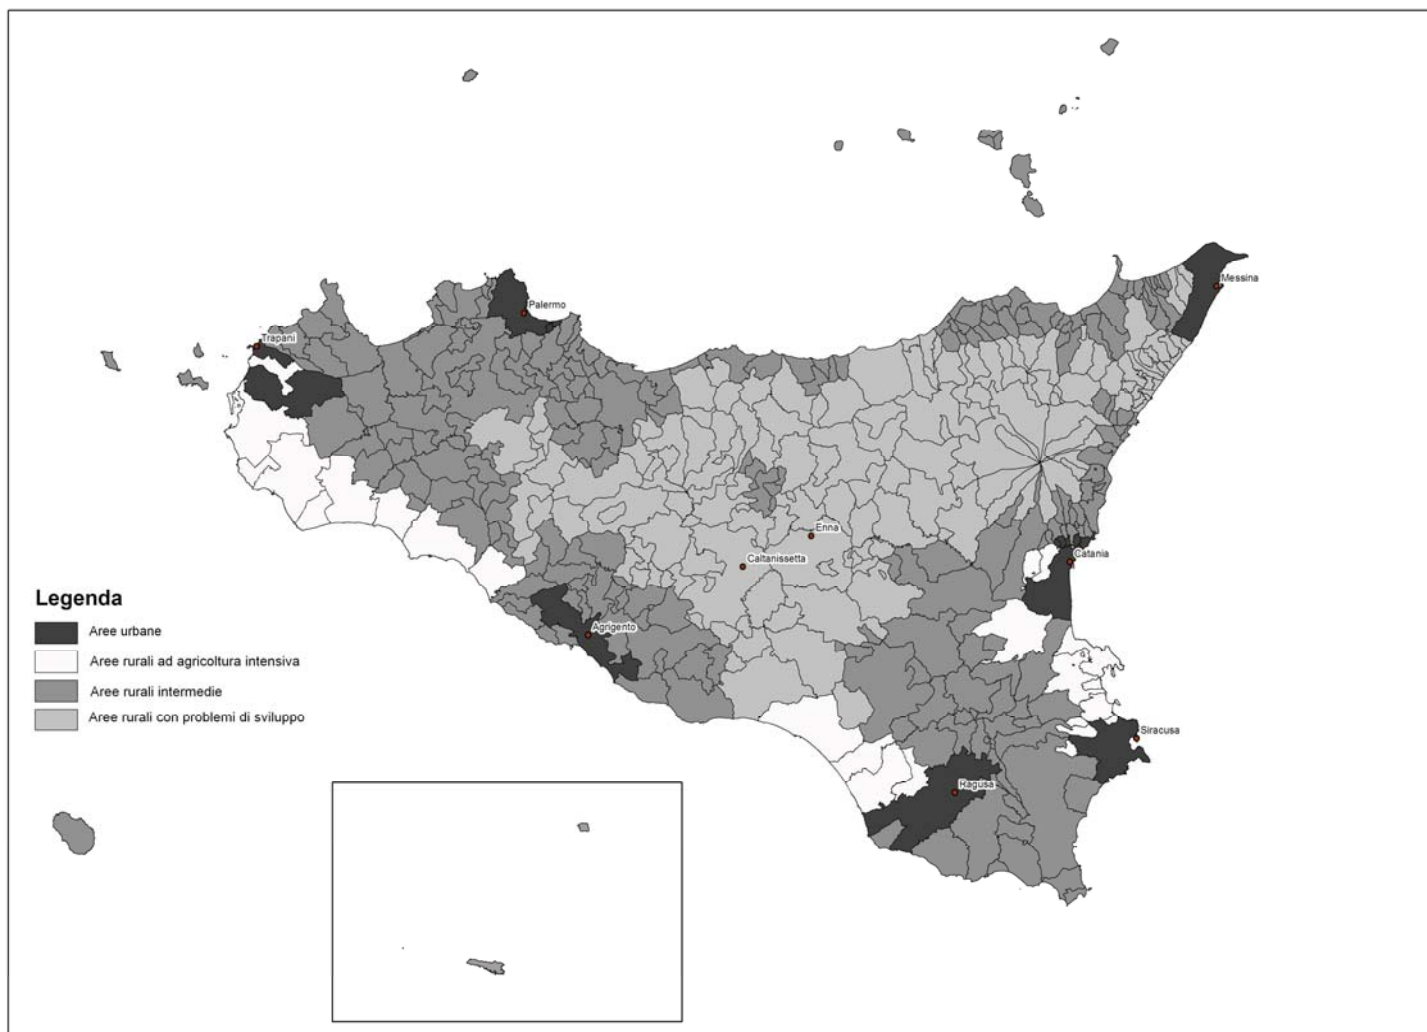 Messina
Palermo
Trapani
Enna
Catania
Caltanissetta
Legenda
Aree urbane
Agrigento
Aree rurali ad agricoltura intensiva
Aree rurali intermedie
Aree rurali con problemi di sviluppo
Siracusa
Ragusa